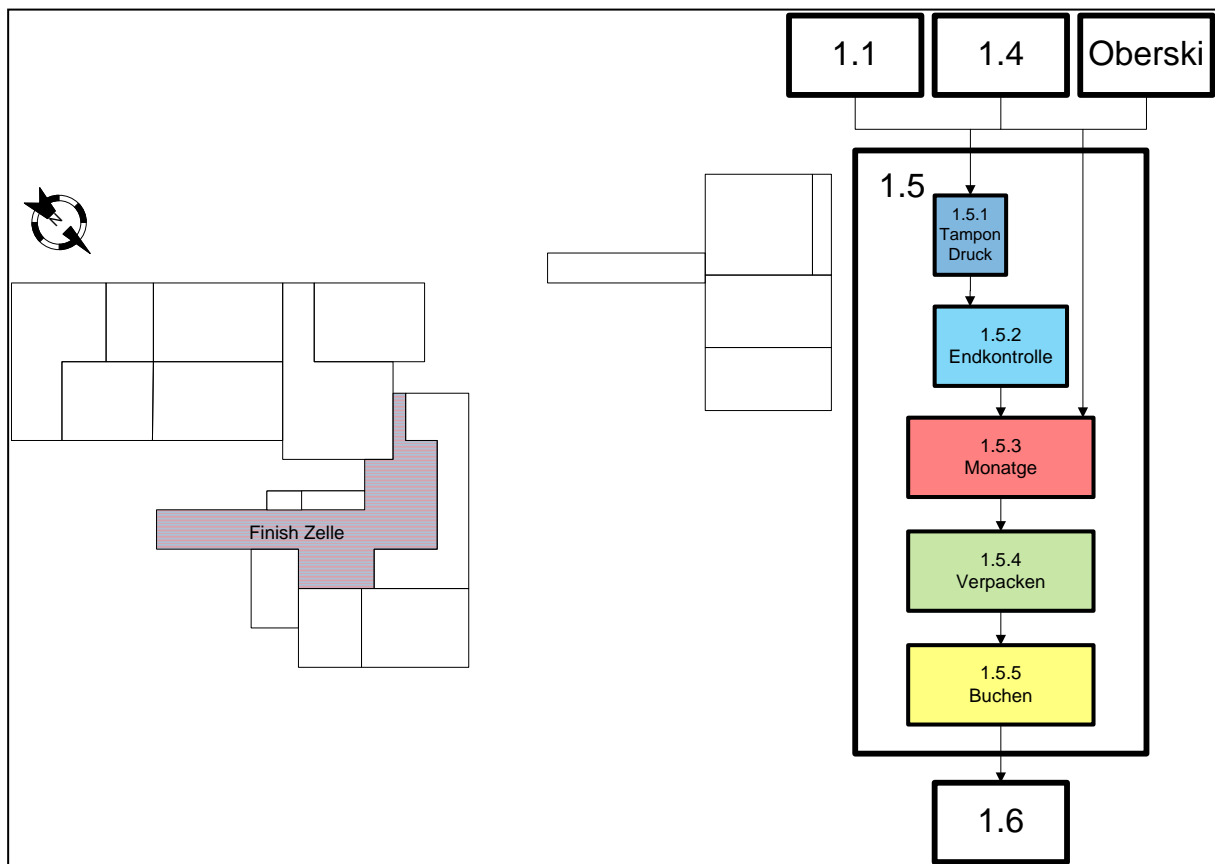 1.1
1.4
Oberski
N
1.5
1.5.1
Tampon
Druck
1.5.2
Endkontrolle
1.5.3
Monatge
Finish Zelle
1.5.4
Verpacken
1.5.5
Buchen
1.6